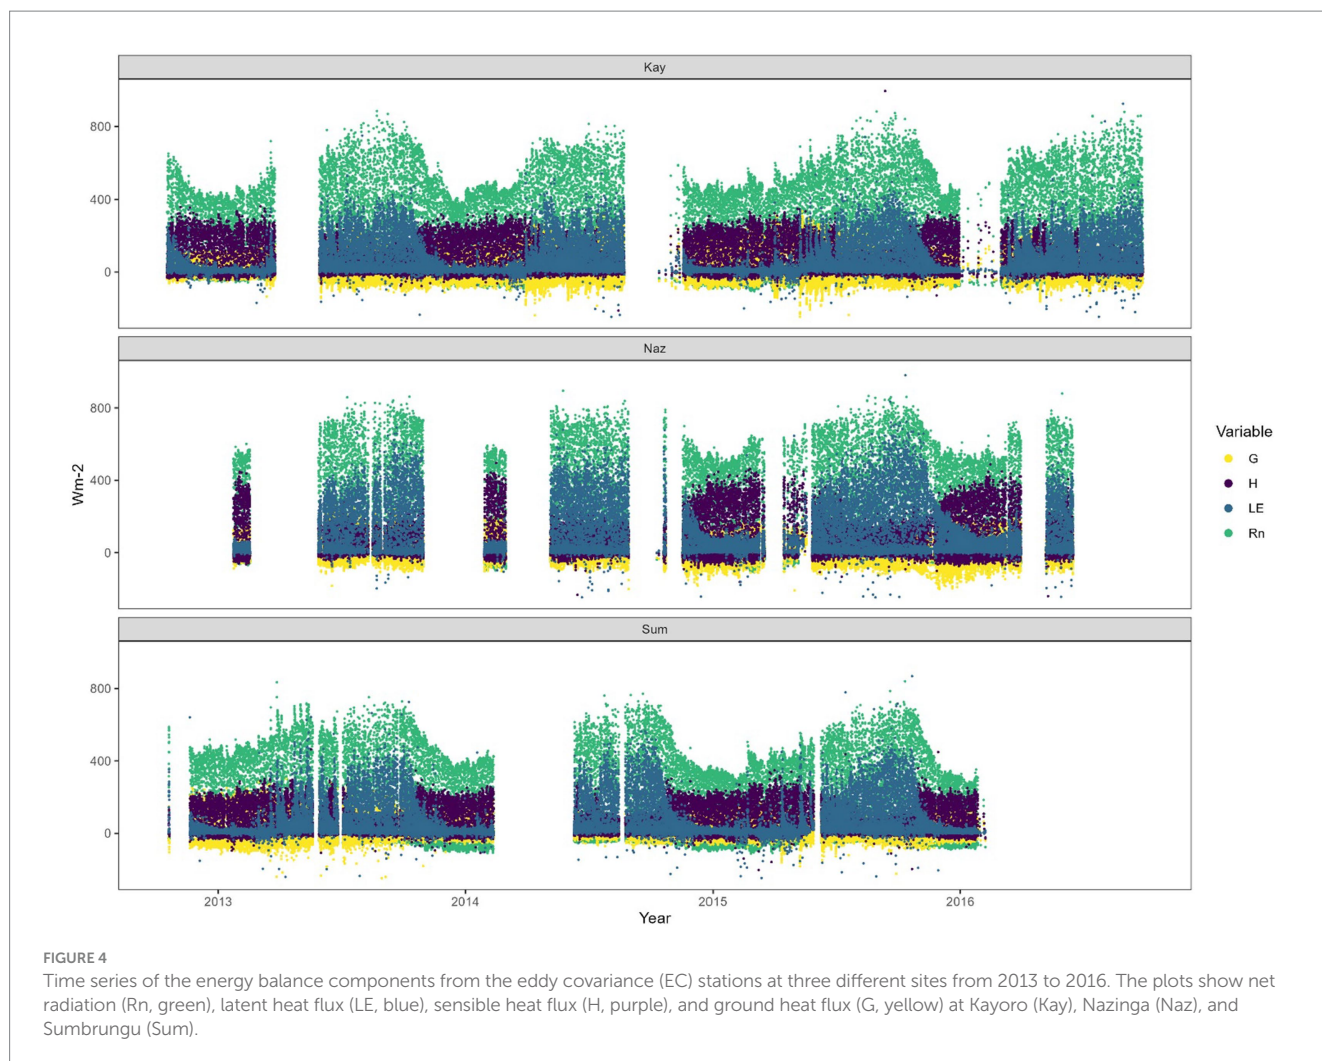 Kay
800
400
0
Naz
800
400
0
Wm-2
Sum
800
400
0
2013
2014
2015
2016
Year
Variable
G
H
LE
Rn
FIGURE 4
Time series of the energy balance components from the eddy covariance (EC) stations at three different sites from 2013 to 2016. The plots show net
radiation (Rn, green), latent heat flux (LE, blue), sensible heat flux (H, purple), and ground heat flux (G, yellow) at Kayoro (Kay), Nazinga (Naz), and
Sumbrungu (Sum).